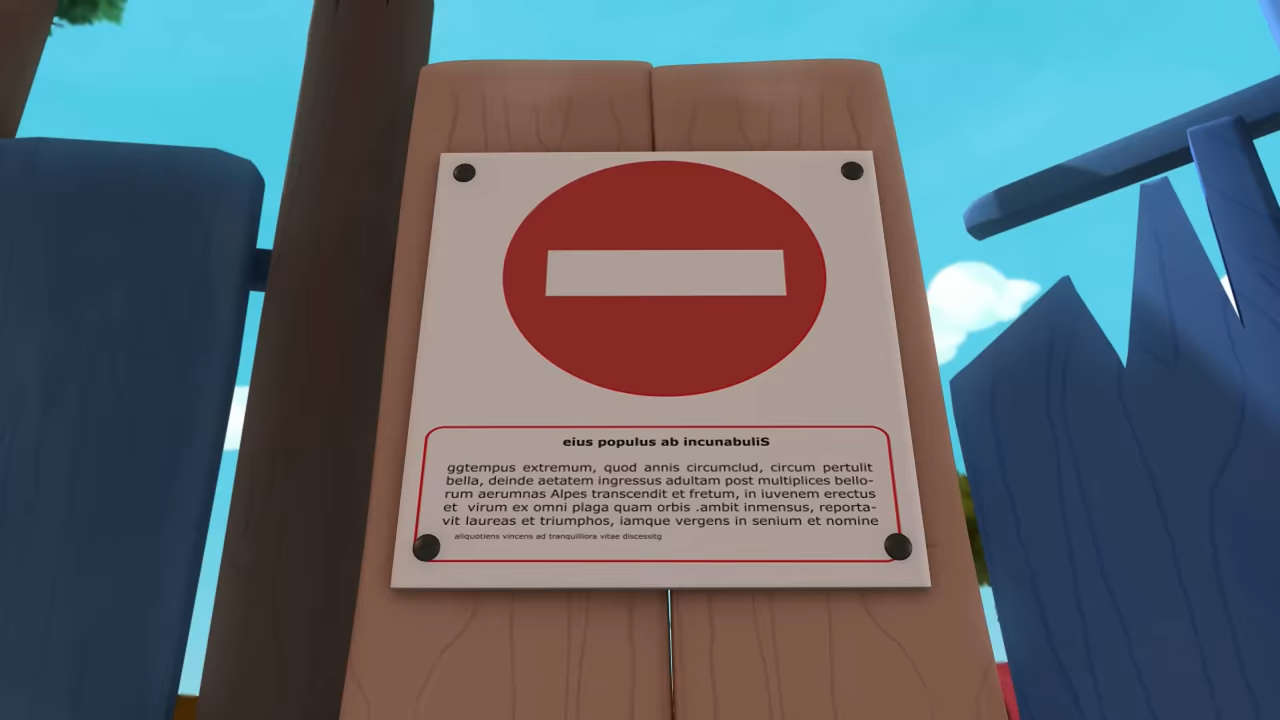 eius populus ab incunabuliS
ggtempus extremum, quod annis circumclud, circum pertulit
bella, deinde aetatem ingressus adultam post multiplices bello-
rum aerumnas Alpes transcendit et fretum, in iuvenem erectus
et virum ex omni plaga quam orbis .ambit inmensus, reporta-
vit laureas et triumphos, iamque vergens in senium et nomine
aliquotiens vincens ad tranquilliora vitae discessitg